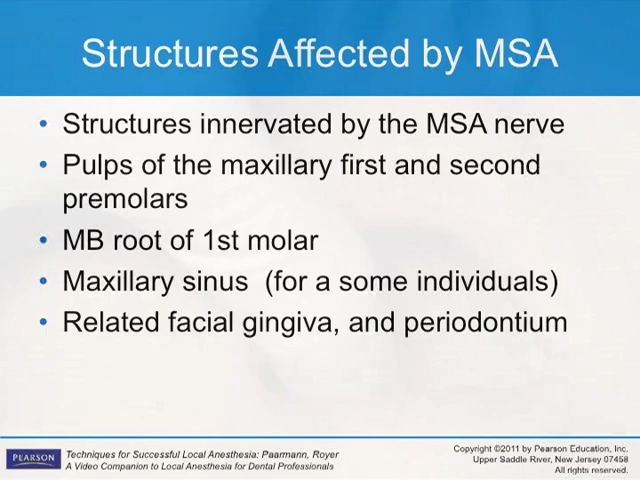 Structures Affected by MSA
• Structures innervated by the MSA nerve
• Pulps of the maxillary first and second
premolars
• MB root of 1st molar
• Maxillary sinus  (for a some individuals)
• Related facial gingiva, and periodontium
PEARSON
Techniques for Successful Local Anesthesia: Paarmann, Royer
A Video Companion to Local Anesthesia for Dental Professionals
Copyright ©2011 by Pearson Education, Inc.
Upper Saddle River, New Jersey 07458
All rights reserved.